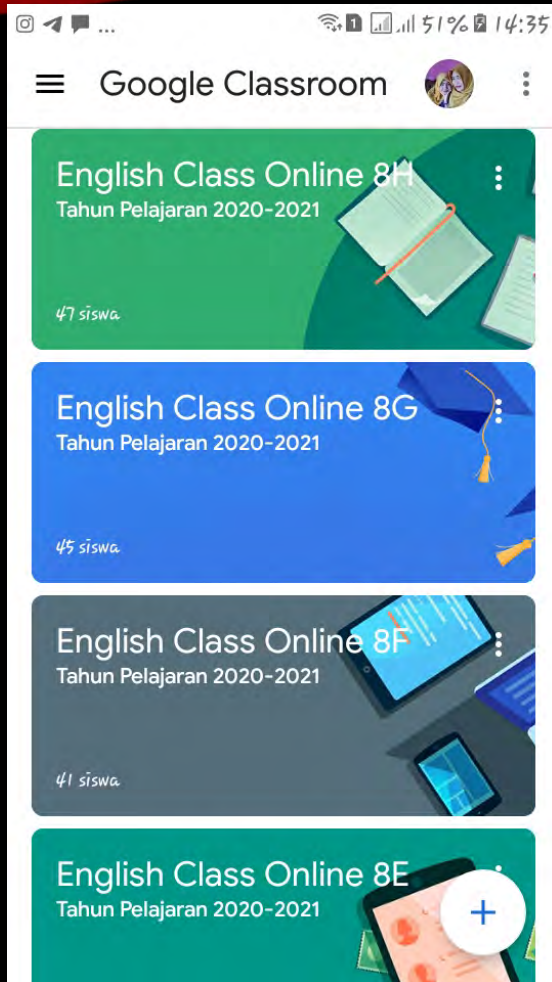 ... 1 51% 14:35
Google Classroom
English Class Online 8H
Tahun Pelajaran 2020-2021
47 siswa
English Class Online 8G
Tahun Pelajaran 2020-2021
45 siswa
English Class Online 8F
Tahun Pelajaran 2020-2021
41 siswa
English Class Online 8E
Tahun Pelajaran 2020-2021